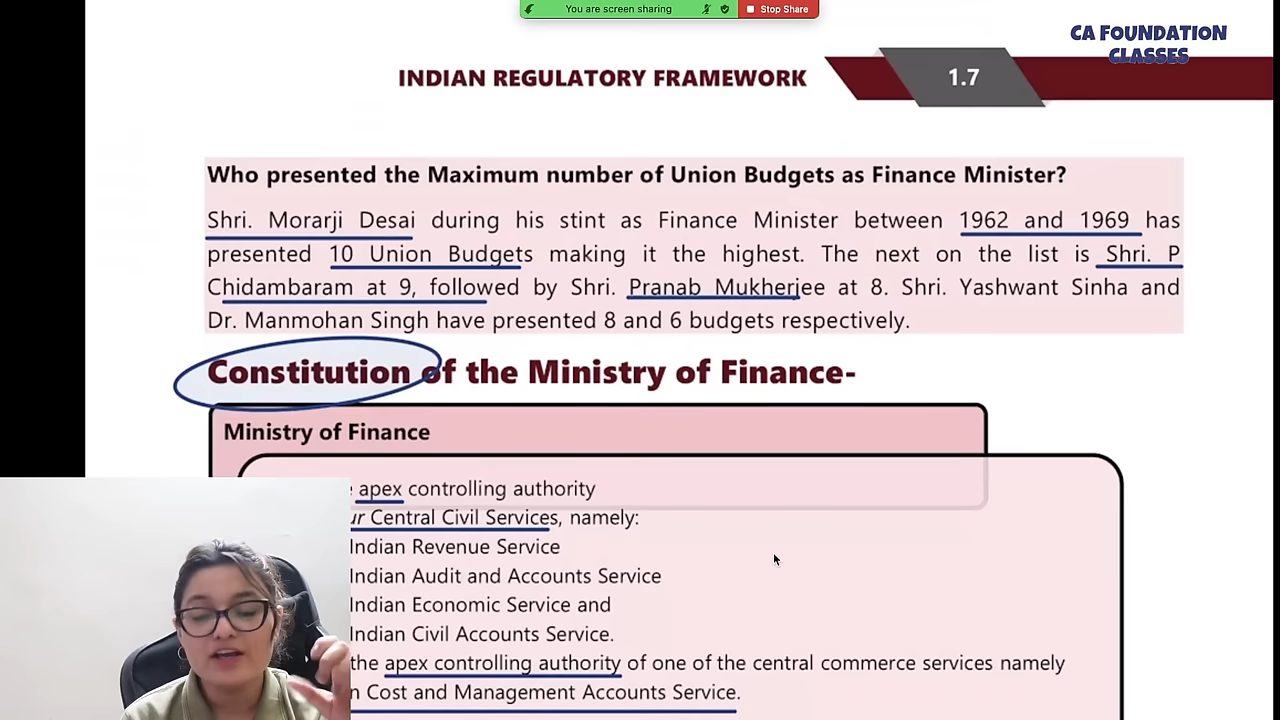 You are screen sharing
Stop Share
CA FOUNDATION
CLASSES
INDIAN REGULATORY FRAMEWORK
1.7
Who presented the Maximum number of Union Budgets as Finance Minister?
Shri. Morarji Desai during his stint as Finance Minister between 1962 and 1969 has
presented 10 Union Budgets making it the highest. The next on the list is Shri. P
Chidambaram at 9, followed by Shri. Pranab Mukherjee at 8. Shri. Yashwant Sinha and
Dr. Manmohan Singh have presented 8 and 6 budgets respectively.
Constitution of the Ministry of Finance-
Ministry of Finance
apex controlling authority
Central Civil Services, namely:
Indian Revenue Service
Indian Audit and Accounts Service
Indian Economic Service and
Indian Civil Accounts Service.
the apex controlling authority of one of the central commerce services namely
Cost and Management Accounts Service.